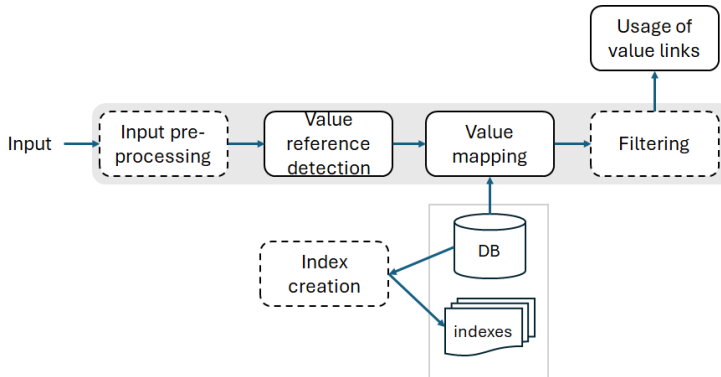 Usage of
value links
Input
Input pre-
processing
Value
reference
detection
Value
mapping
Filtering
DB
Index
creation
indexes